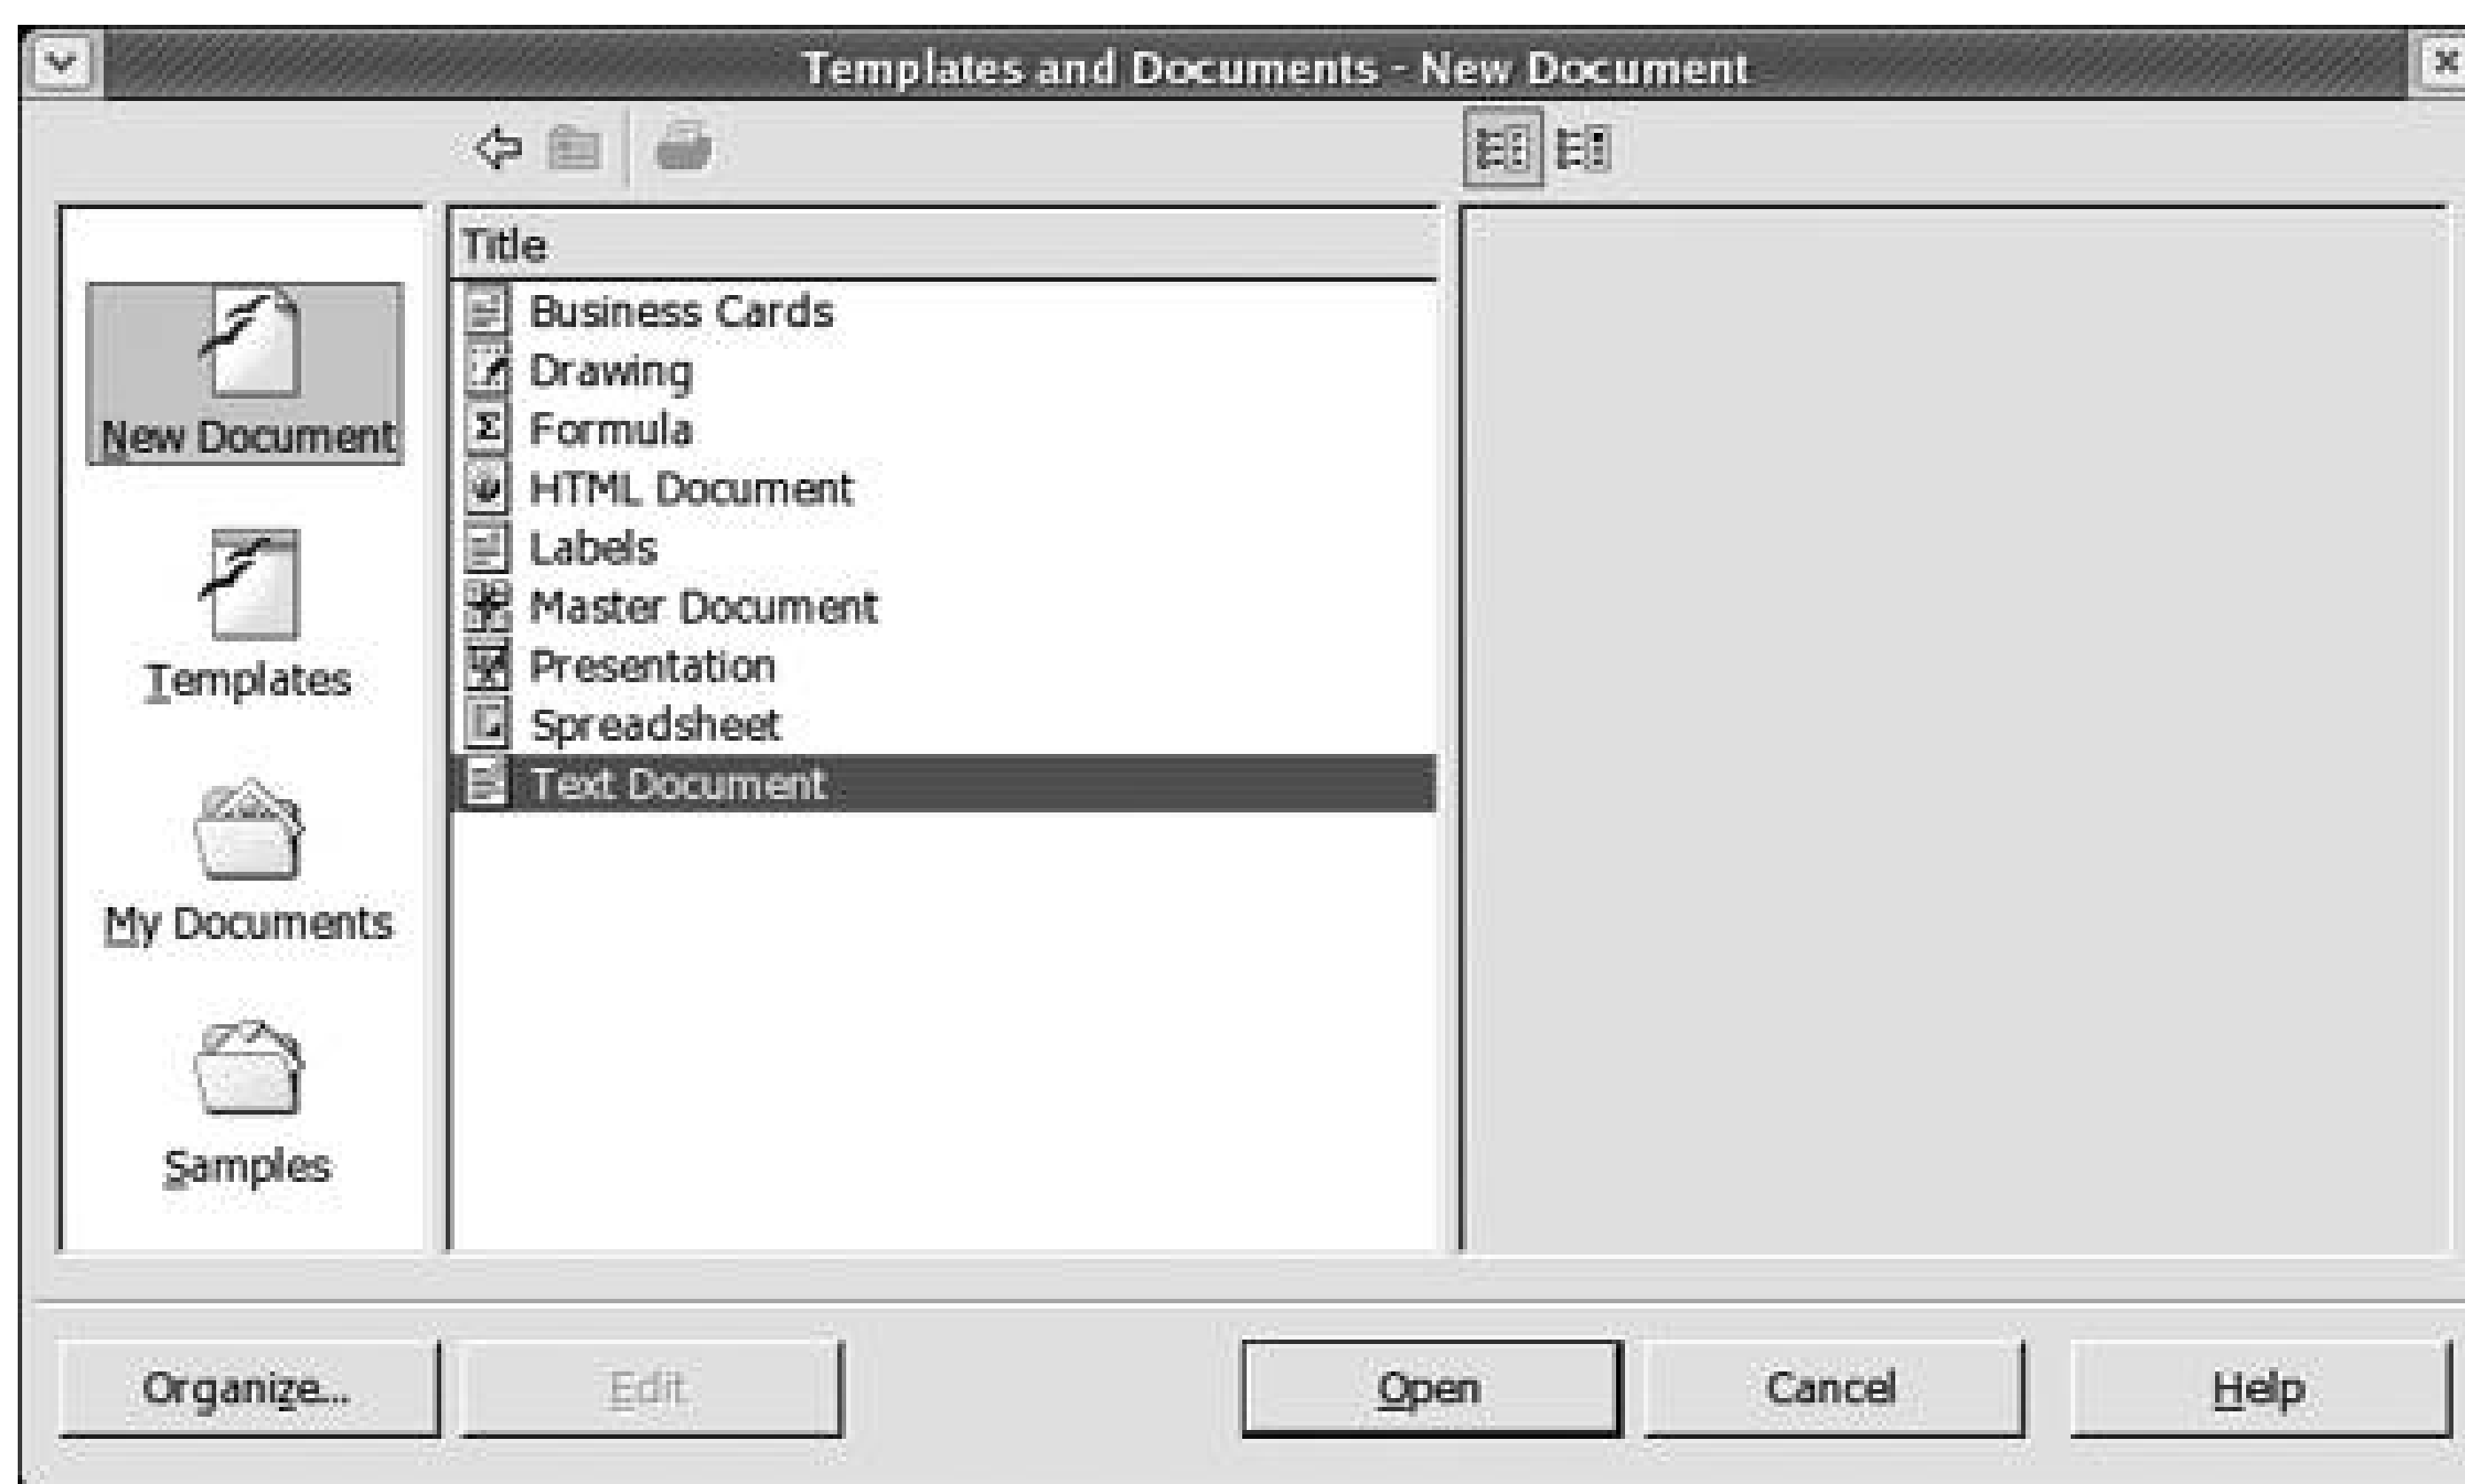 Templates and Documents - New Document
Title
New Document
Templates
My Documents
Samples
Business Cards
Drawing
Formula
HTML Document
Labels
Master Document
Presentation
Spreadsheet
Text Document
Organize...
Edit
Open
Cancel
Help